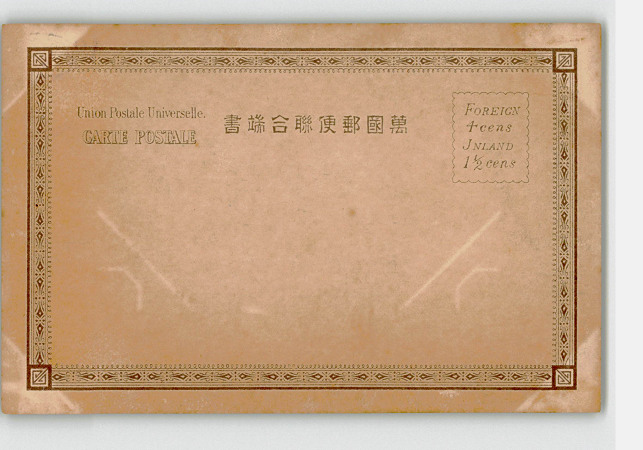 Union Postale Universelle.
CARTE POSTALE
書端合聯便郵國萬
FOREIGN
4 cens
INLAND
1½ cens